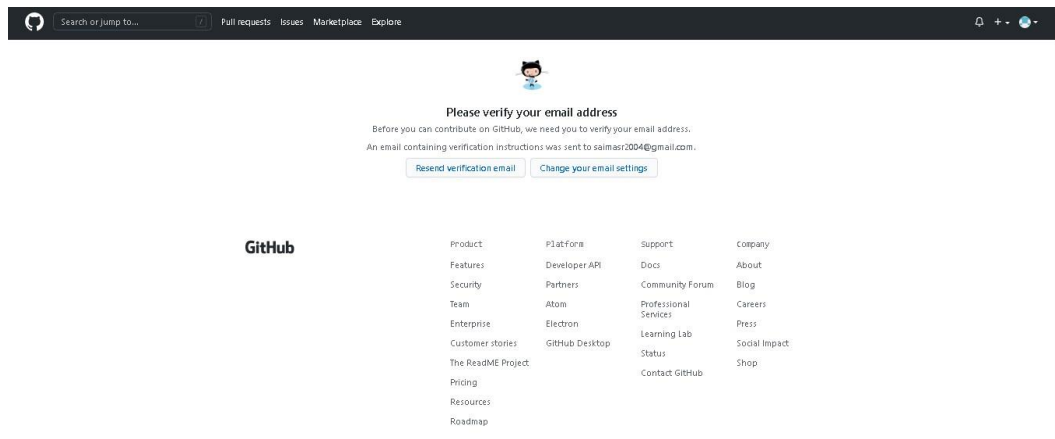 Search or jump to... /
Pull requests Issues Marketplace Explore
Please verify your email address
Before you can contribute on GitHub, we need you to verify your email address.
An email containing verification instructions was sent to saimasr2004@gmail.com.
Resend verification email
Change your email settings
GitHub
Product
Features
Security
Team
Enterprise
Customer stories
The ReadME Project
Pricing
Resources
Roadmap
Platform
Developer API
Partners
Atom
Electron
GitHub Desktop
Support
Docs
Community Forum
Professional
Services
Learning Lab
Status
Contact GitHub
Company
About
Blog
Careers
Press
Social Impact
Shop